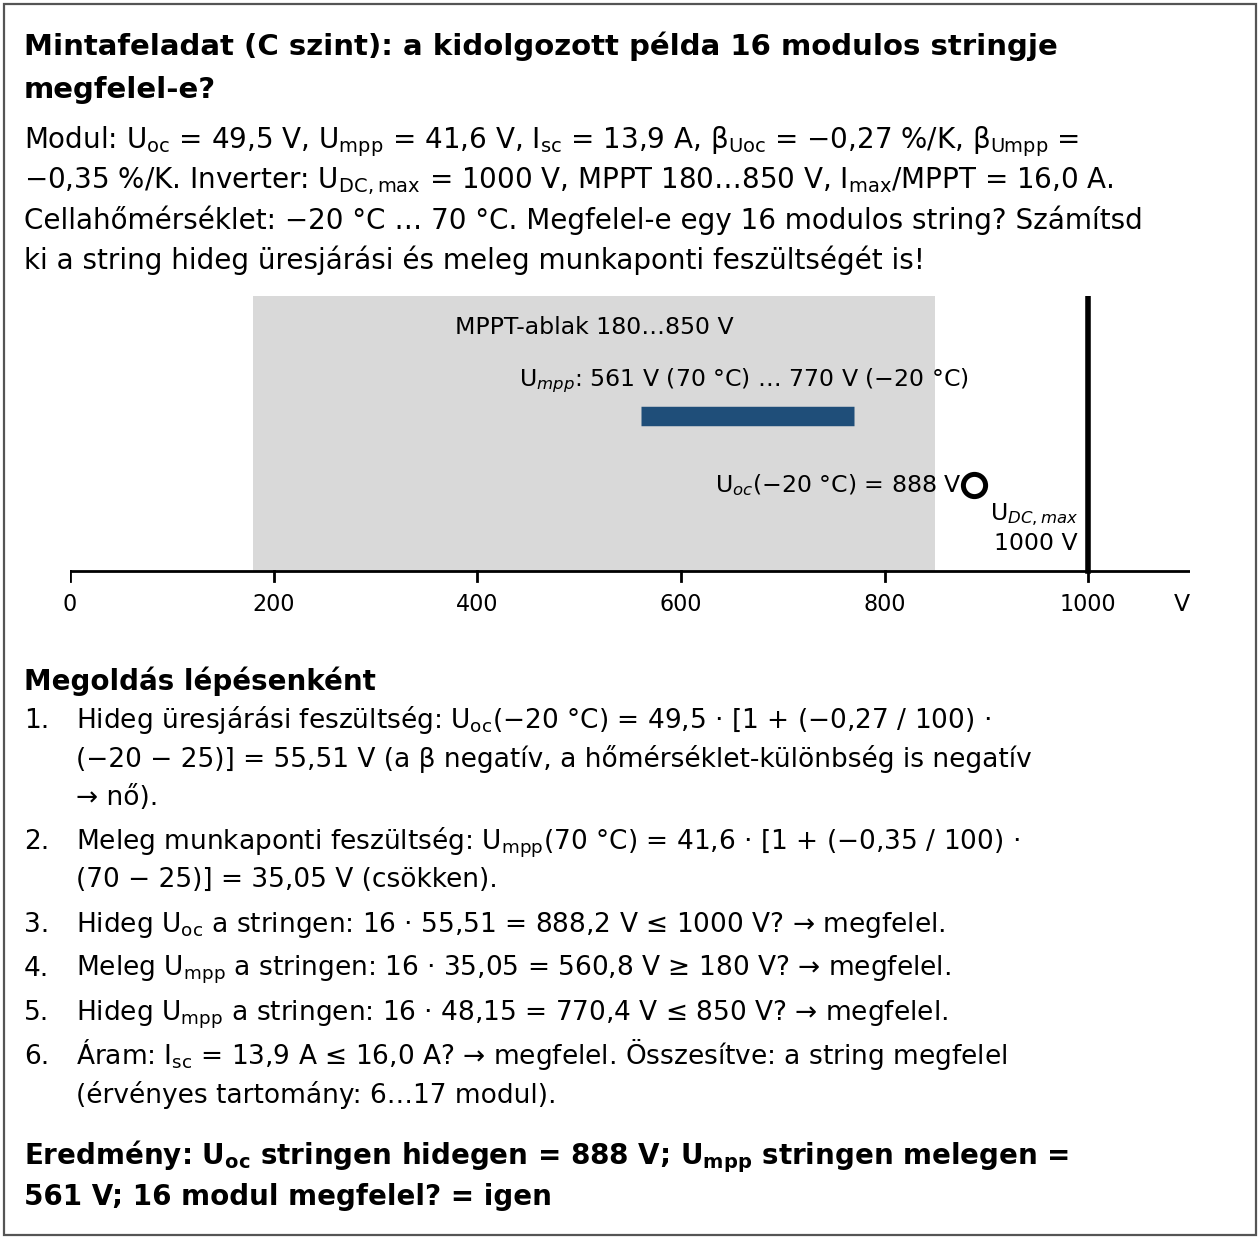 Mintafeladat (C szint): a kidolgozott példa 16 modulos stringje
megfelel-e?
Modul: Uoc = 49,5 V, Umpp = 41,6 V, Isc = 13,9 A, βUoc = −0,27 %/K, βUmpp =
−0,35 %/K. Inverter: UDC,max = 1000 V, MPPT 180…850 V, Imax/MPPT = 16,0 A.
Cellahőmérséklet: −20 °C … 70 °C. Megfelel-e egy 16 modulos string? Számítsd
ki a string hideg üresjárási és meleg munkaponti feszültségét is!
MPPT-ablak 180…850 V
Umpp: 561 V (70 °C) … 770 V (−20 °C)
Uoc(−20 °C) = 888 V
UDC,max
1000 V
0 200 400 600 800 1000 V
Megoldás lépésenként
1. Hideg üresjárási feszültség: Uoc(−20 °C) = 49,5 · [1 + (−0,27 / 100) ·
(−20 − 25)] = 55,51 V (a β negatív, a hőmérséklet-különbség is negatív
→ nő).
2. Meleg munkaponti feszültség: Umpp(70 °C) = 41,6 · [1 + (−0,35 / 100) ·
(70 − 25)] = 35,05 V (csökken).
3. Hideg Uoc a stringen: 16 · 55,51 = 888,2 V ≤ 1000 V? → megfelel.
4. Meleg Umpp a stringen: 16 · 35,05 = 560,8 V ≥ 180 V? → megfelel.
5. Hideg Umpp a stringen: 16 · 48,15 = 770,4 V ≤ 850 V? → megfelel.
6. Áram: Isc = 13,9 A ≤ 16,0 A? → megfelel. Összesítve: a string megfelel
(érvényes tartomány: 6…17 modul).
Eredmény: Uoc stringen hidegen = 888 V; Umpp stringen melegen =
561 V; 16 modul megfelel? = igen